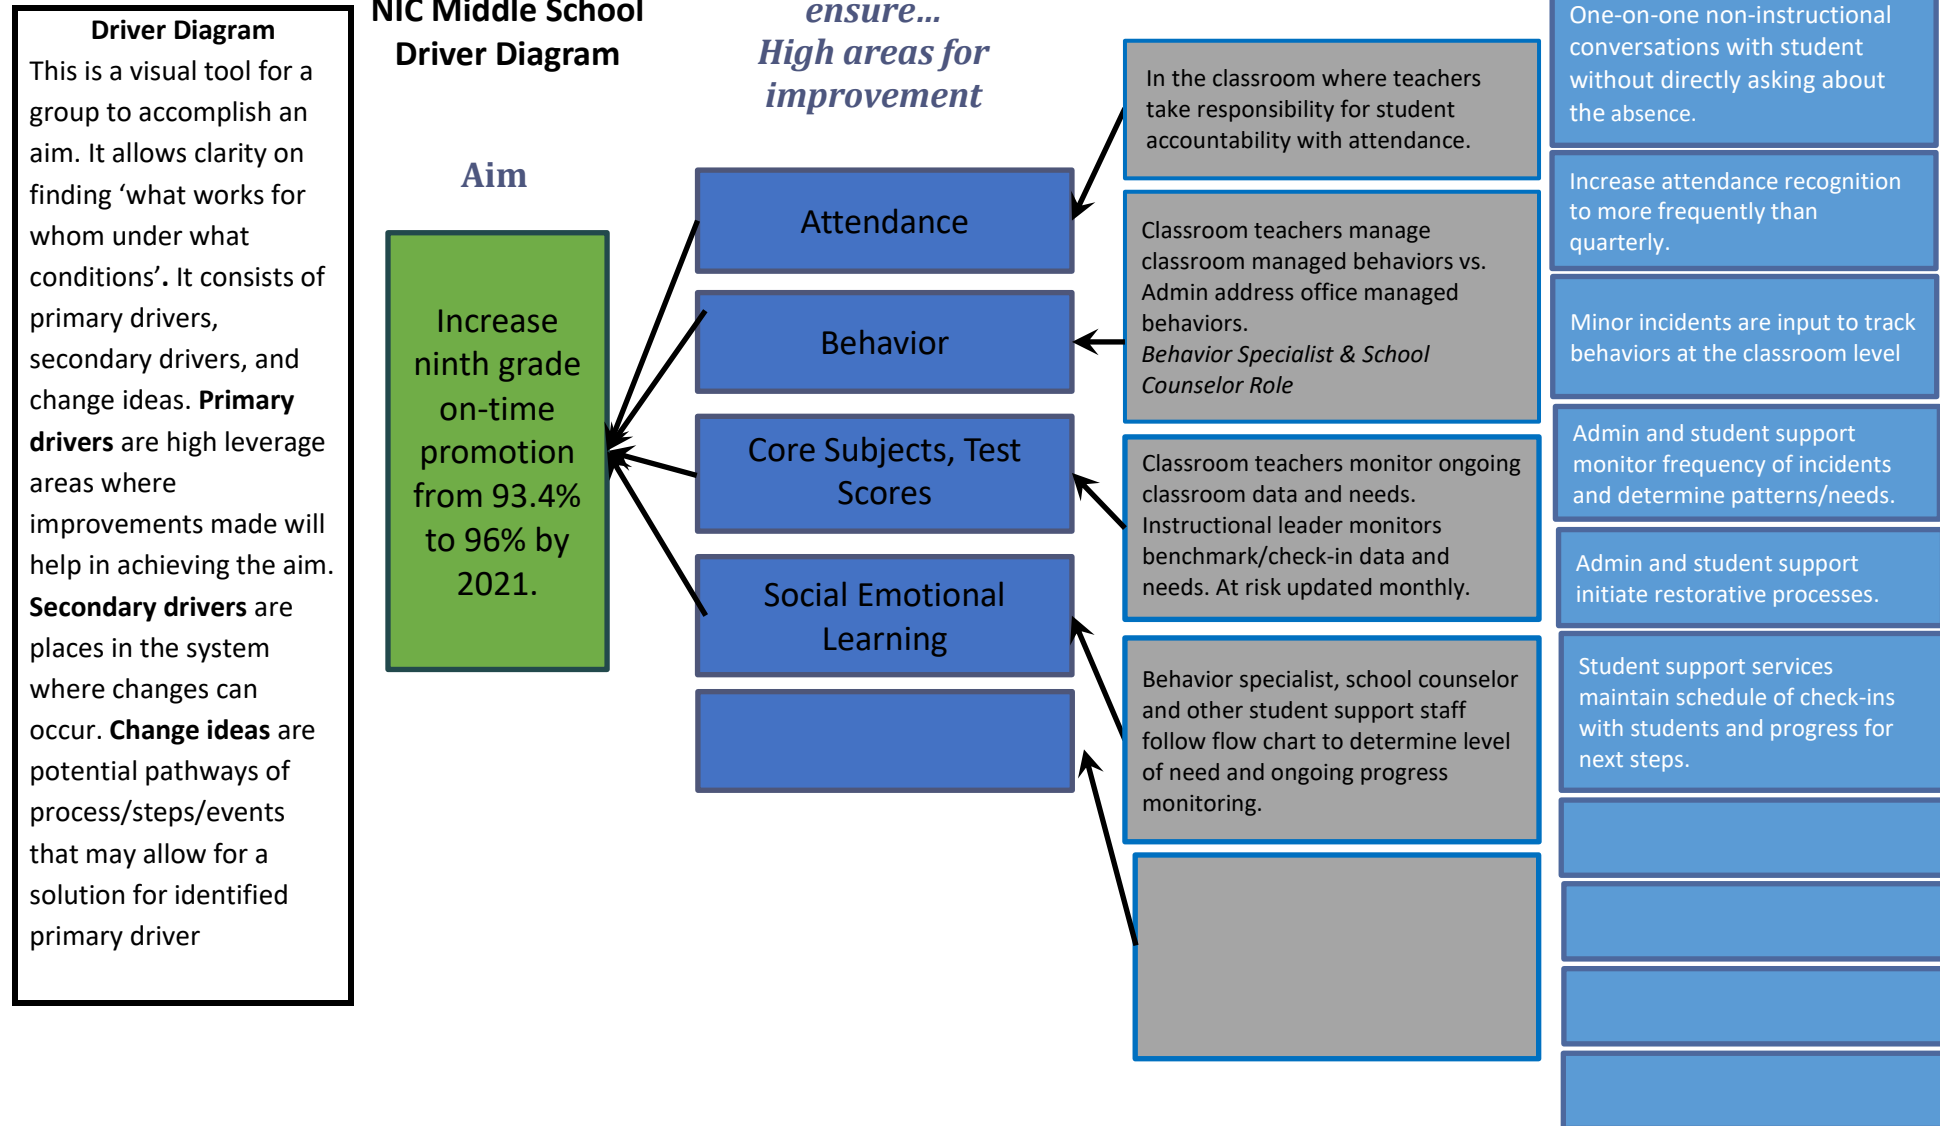 Driver Diagram
This is a visual tool for a
group to accomplish an
aim. It allows clarity on
finding ‘what works for
whom under what
conditions’. It consists of
primary drivers,
secondary drivers, and
change ideas. Primary
drivers are high leverage
areas where
improvements made will
help in achieving the aim.
Secondary drivers are
places in the system
where changes can
occur. Change ideas are
potential pathways of
process/steps/events
that may allow for a
solution for identified
primary driver
NIC Middle School
Driver Diagram
Aim
Increase
ninth grade
on-time
promotion
from 93.4%
to 96% by
2021.
ensure...
High areas for
improvement
Attendance
Behavior
Core Subjects, Test
Scores
Social Emotional
Learning
In the classroom where teachers
take responsibility for student
accountability with attendance.
Classroom teachers manage
classroom managed behaviors vs.
Admin address office managed
behaviors.
Behavior Specialist & School
Counselor Role
Classroom teachers monitor ongoing
classroom data and needs.
Instructional leader monitors
benchmark/check-in data and
needs. At risk updated monthly.
Behavior specialist, school counselor
and other student support staff
follow flow chart to determine level
of need and ongoing progress
monitoring.
One-on-one non-instructional
conversations with student
without directly asking about
the absence.
Increase attendance recognition
to more frequently than
quarterly.
Minor incidents are input to track
behaviors at the classroom level
Admin and student support
monitor frequency of incidents
and determine patterns/needs.
Admin and student support
initiate restorative processes.
Student support services
maintain schedule of check-ins
with students and progress for
next steps.